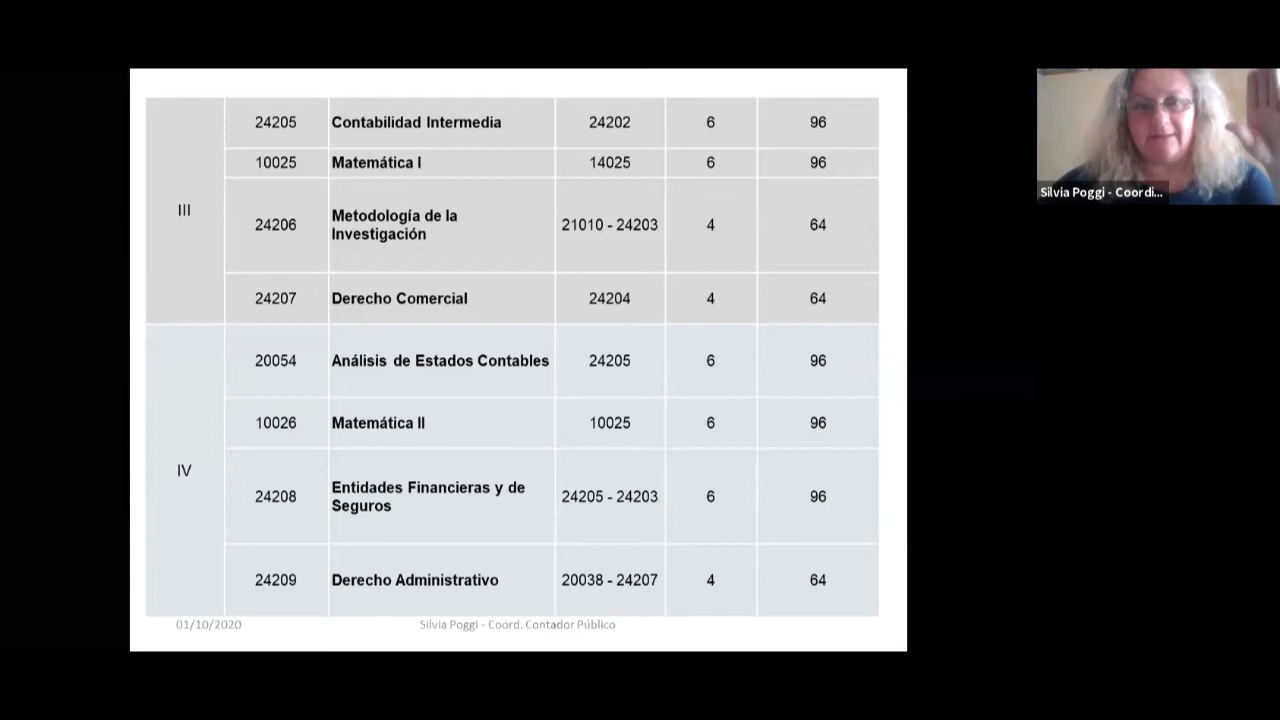 III
24205 Contabilidad Intermedia 24202 6 96
10025 Matemática I 14025 6 96
24206 Metodología de la
Investigación 21010 - 24203 4 64
24207 Derecho Comercial 24204 4 64
IV
20054 Análisis de Estados Contables 24205 6 96
10026 Matemática II 10025 6 96
24208 Entidades Financieras y de
Seguros 24205 - 24203 6 96
24209 Derecho Administrativo 20038 - 24207 4 64
01/10/2020 Silvia Poggi - Coord. Contador Público
Silvia Poggi - Coordi...